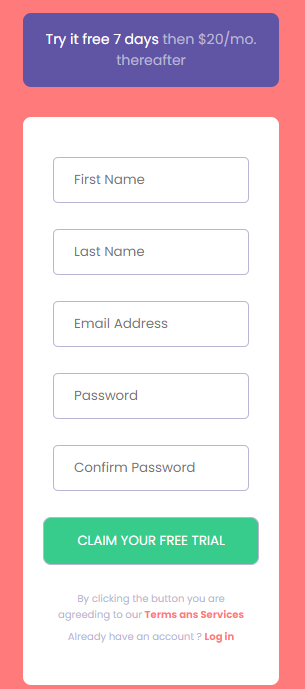 Try it free 7 days then $20/mo.
thereafter
First Name
Last Name
Email Address
Password
Confirm Password
CLAIM YOUR FREE TRIAL
By clicking the button you are
agreeing to our Terms ans Services
Already have an account ? Log in